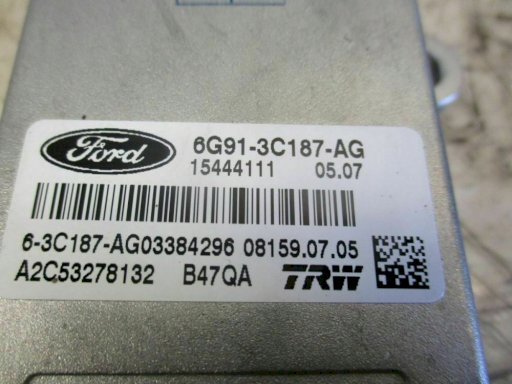 Ford 6G91-3C187-AG
15444111 05.07
6-3C187-AG03384296 08159.07.05
A2C53278132 B47QA TRW